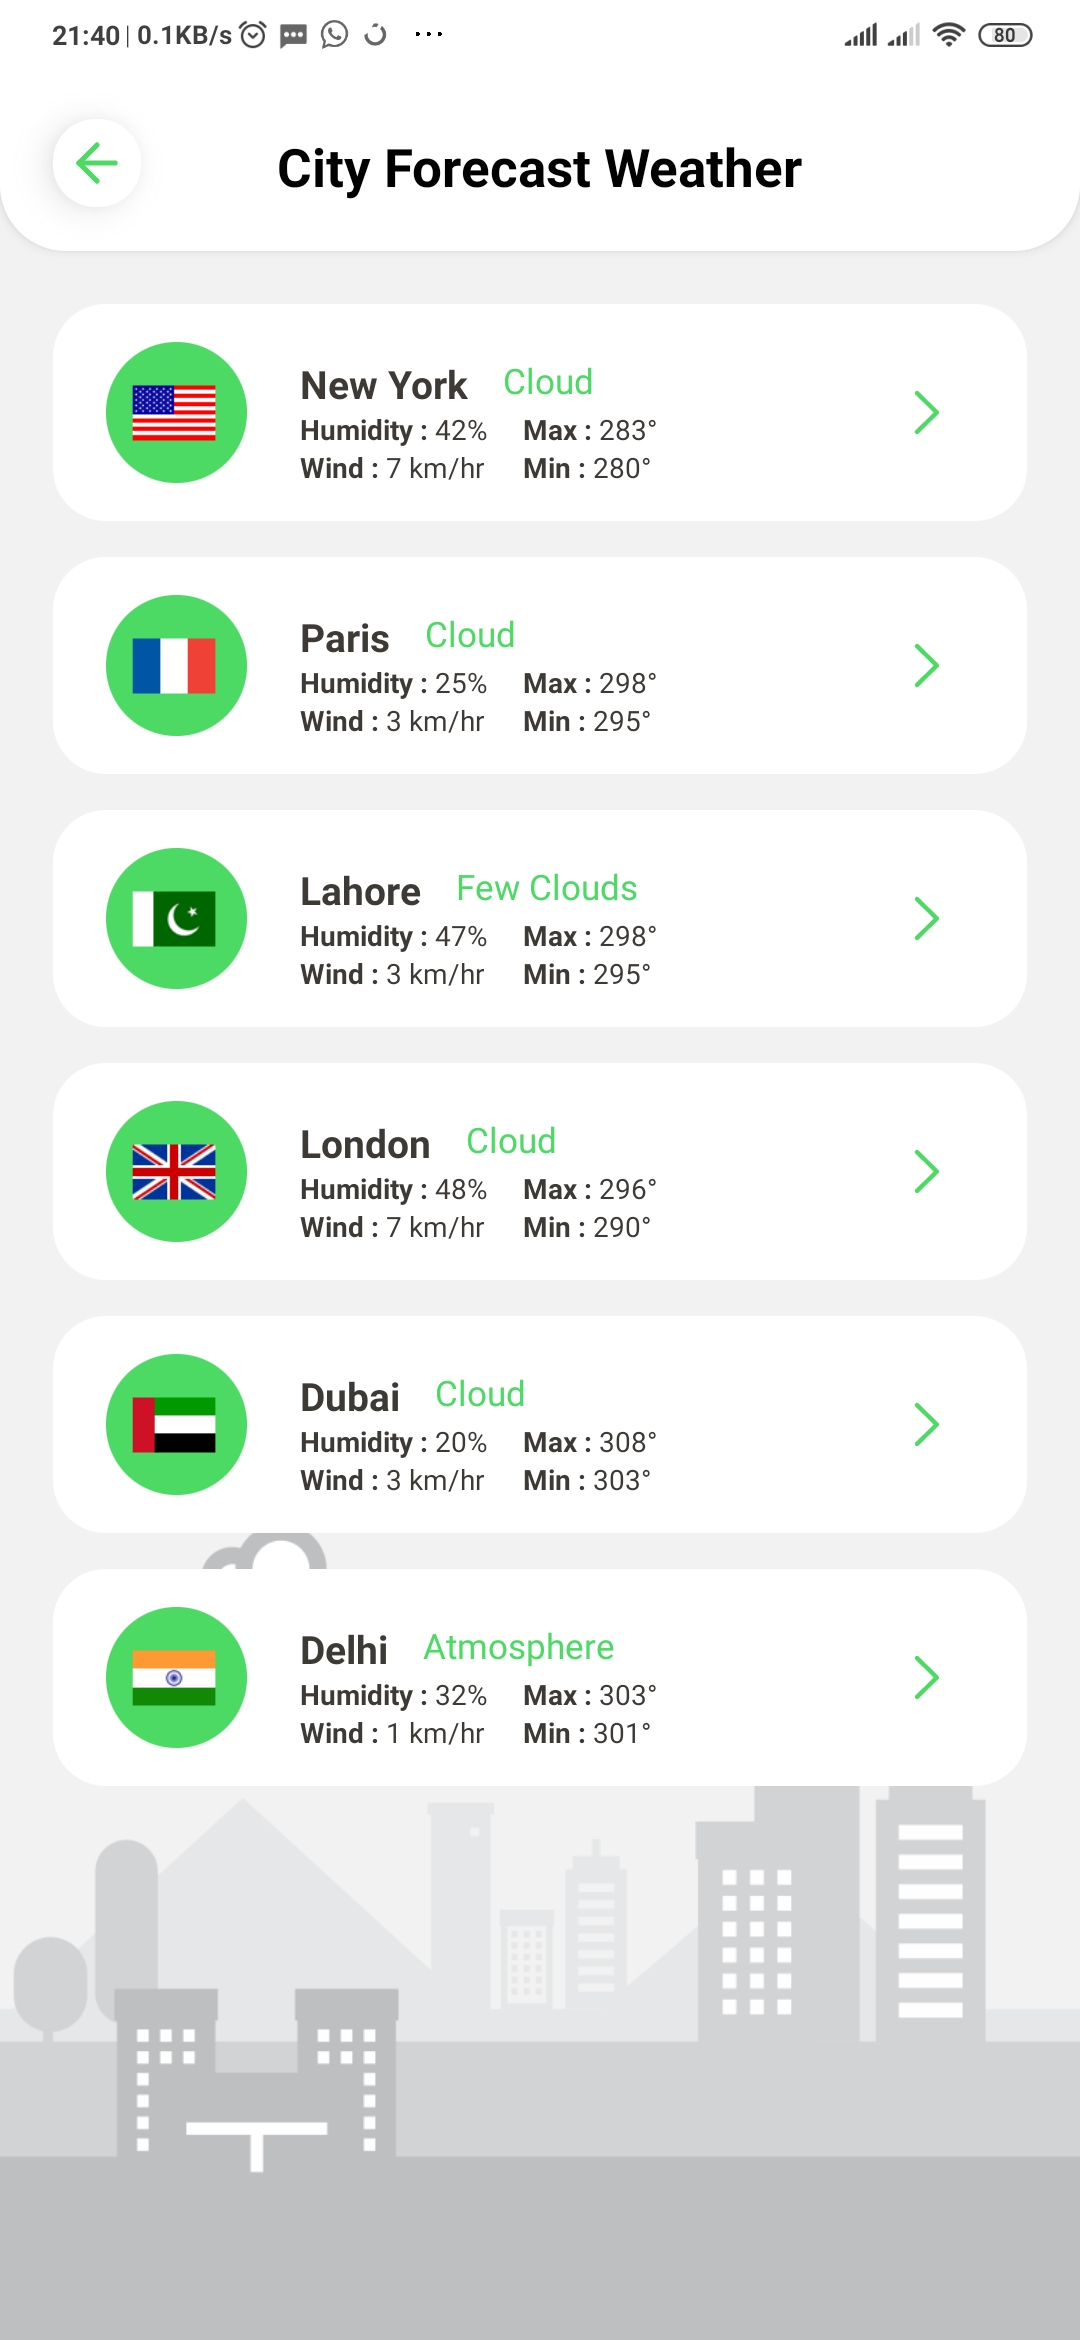 21:40 | 0.1KB/s ... 80
City Forecast Weather
New York Cloud
Humidity : 42% Max : 283°
Wind : 7 km/hr Min : 280°
Paris Cloud
Humidity : 25% Max : 298°
Wind : 3 km/hr Min : 295°
Lahore Few Clouds
Humidity : 47% Max : 298°
Wind : 3 km/hr Min : 295°
London Cloud
Humidity : 48% Max : 296°
Wind : 7 km/hr Min : 290°
Dubai Cloud
Humidity : 20% Max : 308°
Wind : 3 km/hr Min : 303°
Delhi Atmosphere
Humidity : 32% Max : 303°
Wind : 1 km/hr Min : 301°